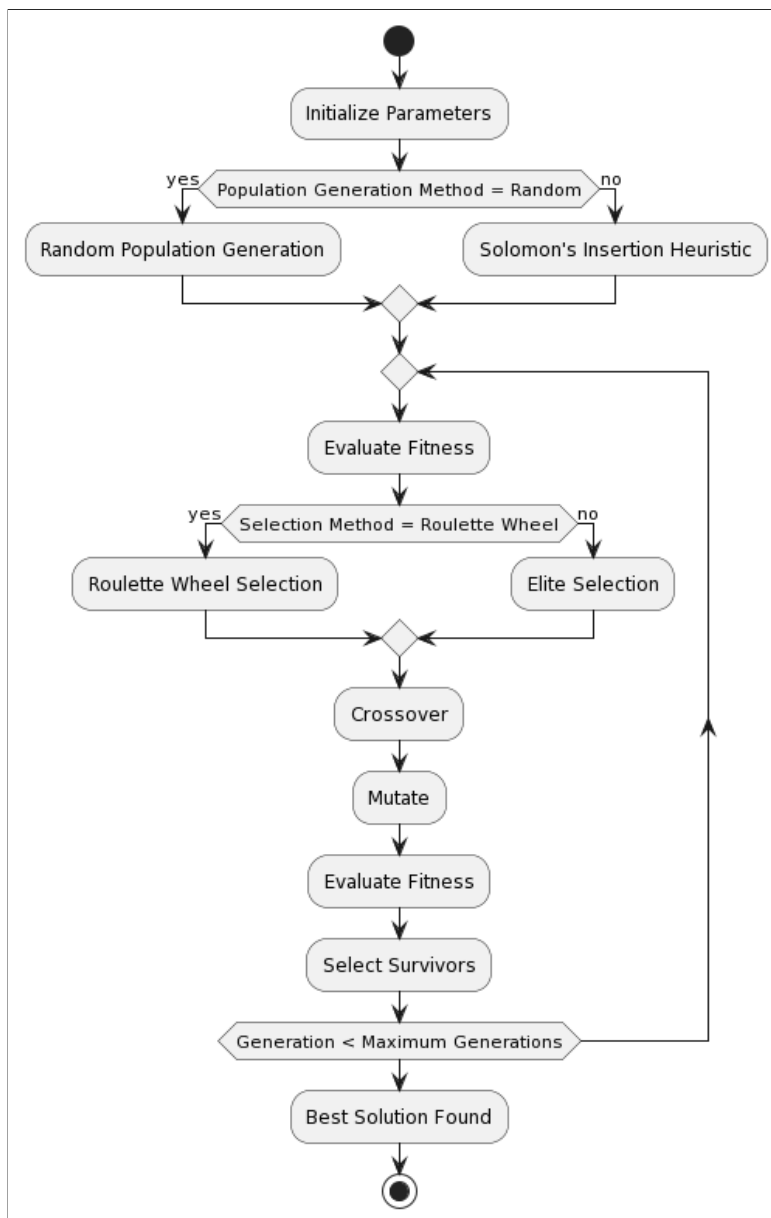 Initialize Parameters
yes
Population Generation Method = Random
no
Random Population Generation
Solomon's Insertion Heuristic
Evaluate Fitness
yes
Selection Method = Roulette Wheel
no
Roulette Wheel Selection
Elite Selection
Crossover
Mutate
Evaluate Fitness
Select Survivors
Generation < Maximum Generations
Best Solution Found